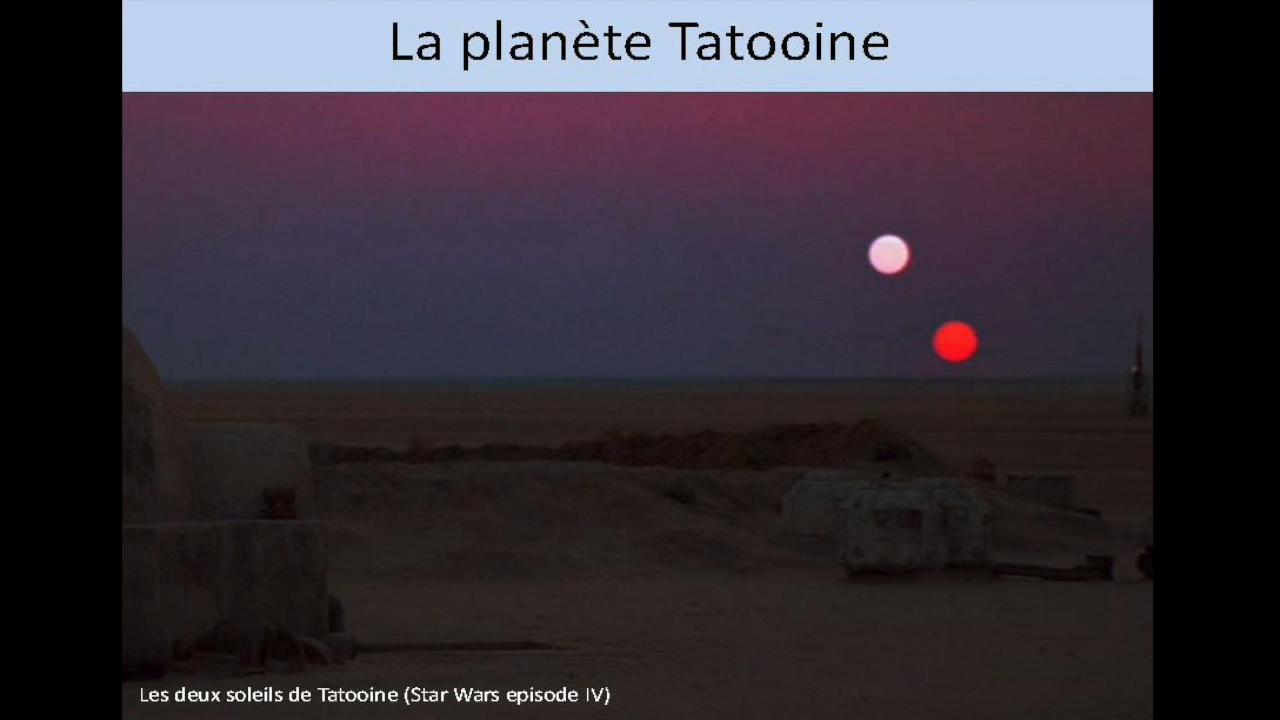 La planète Tatooine
Les deux soleils de Tatooine (Star Wars episode IV)